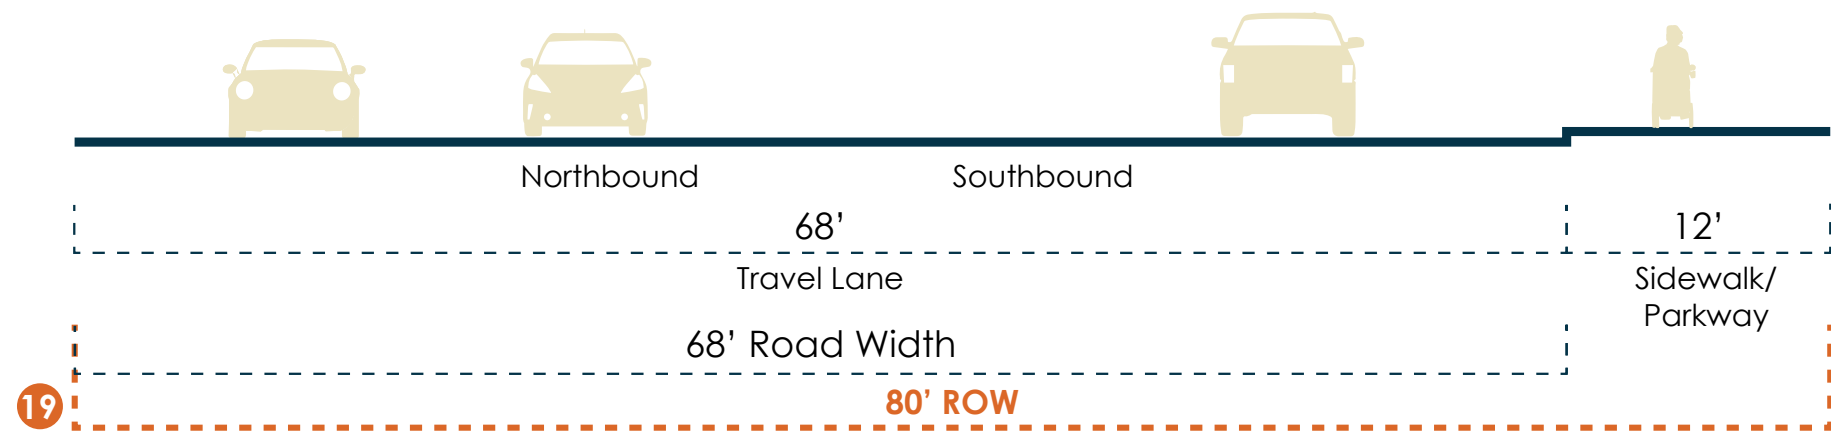 Northbound Southbound
68’ 12’
Travel Lane Sidewalk/
Parkway
68’ Road Width
19 80’ ROW